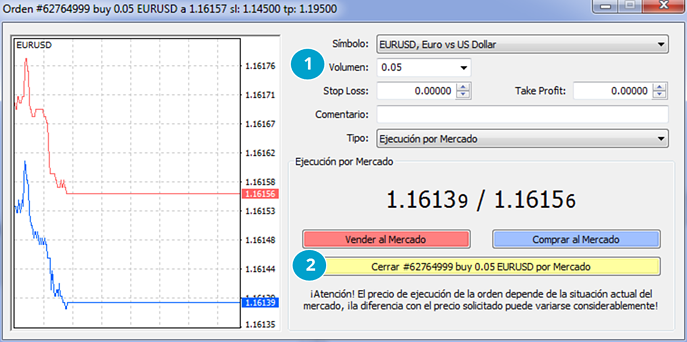 Orden #62764999 buy 0.05 EURUSD a 1.16157 sl: 1.14500 tp: 1.19500
EURUSD
1.16176
1.16171
1.16167
1.16162
1.16158
1.16156
1.16153
1.16148
1.16144
1.16139
1.16139
1.16135
Símbolo: EURUSD, Euro vs US Dollar
1
Volumen: 0.05
Stop Loss: 0.00000 Take Profit: 0.00000
Comentario:
Tipo: Ejecución por Mercado
Ejecución por Mercado
1.16139 / 1.16156
Vender al Mercado Comprar al Mercado
2
Cerrar #62764999 buy 0.05 EURUSD por Mercado
¡Atención! El precio de ejecución de la orden depende de la situación actual del
mercado, ¡la diferencia con el precio solicitado puede variarse considerablemente!